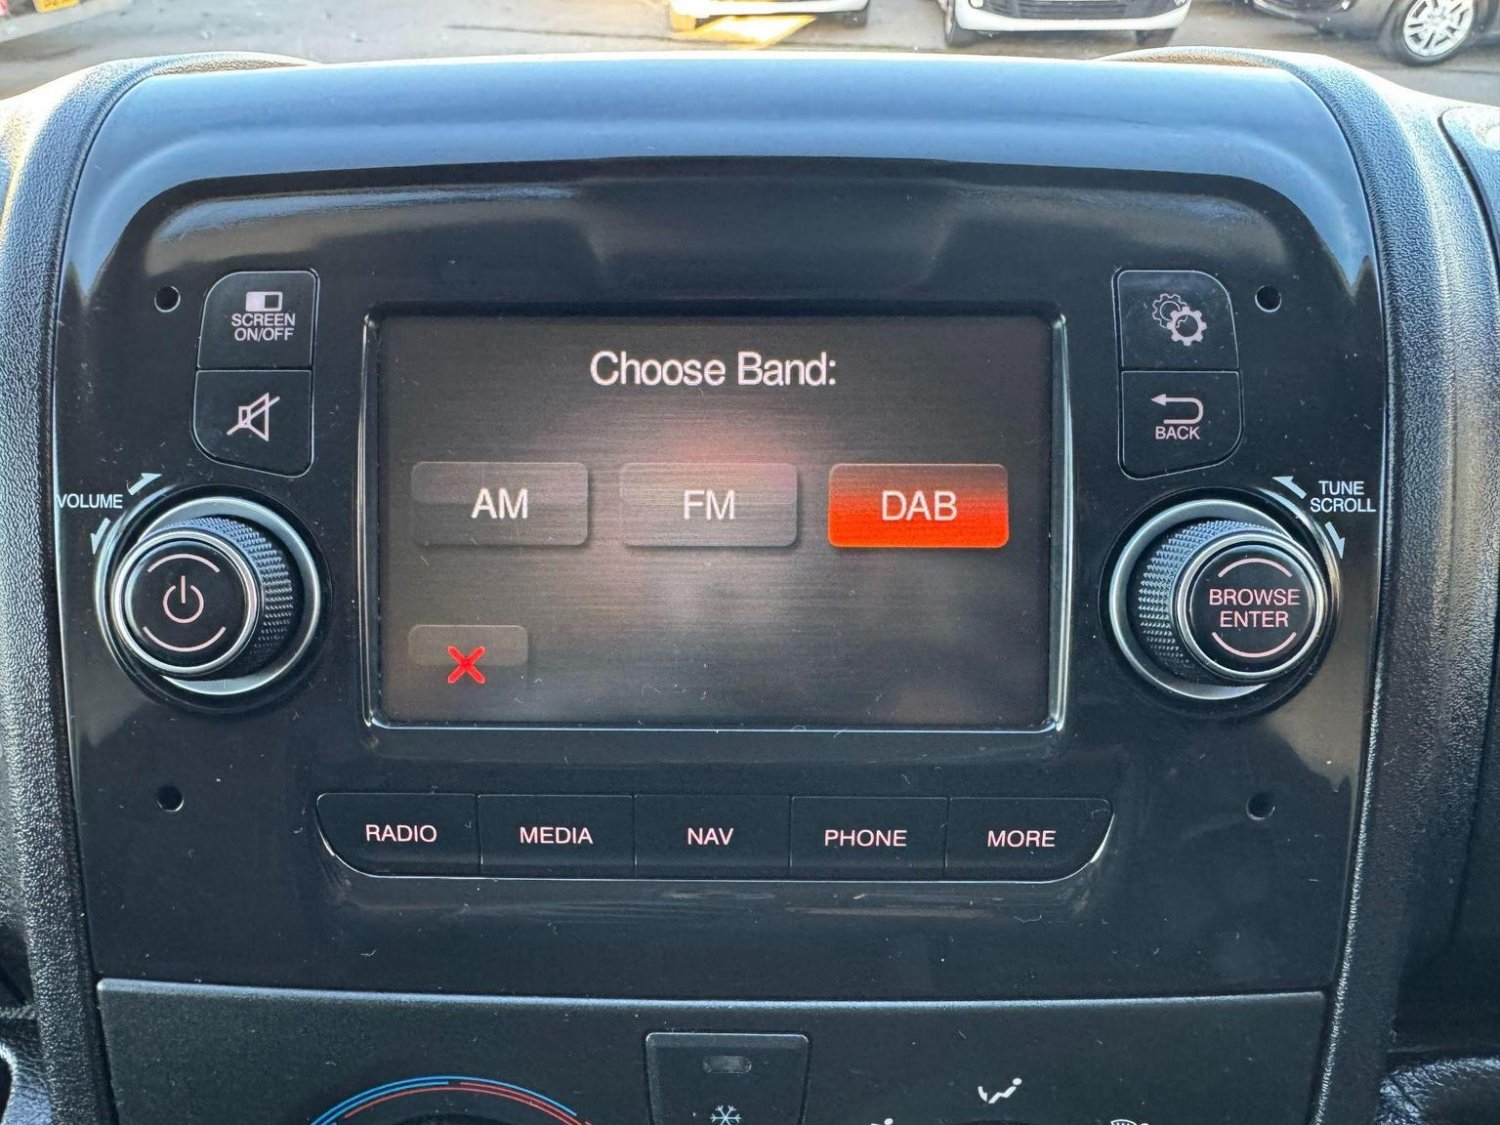 SCREEN
ON/OFF
VOLUME
Choose Band:
AM
FM
DAB
BACK
TUNE
SCROLL
BROWSE
ENTER
RADIO
MEDIA
NAV
PHONE
MORE